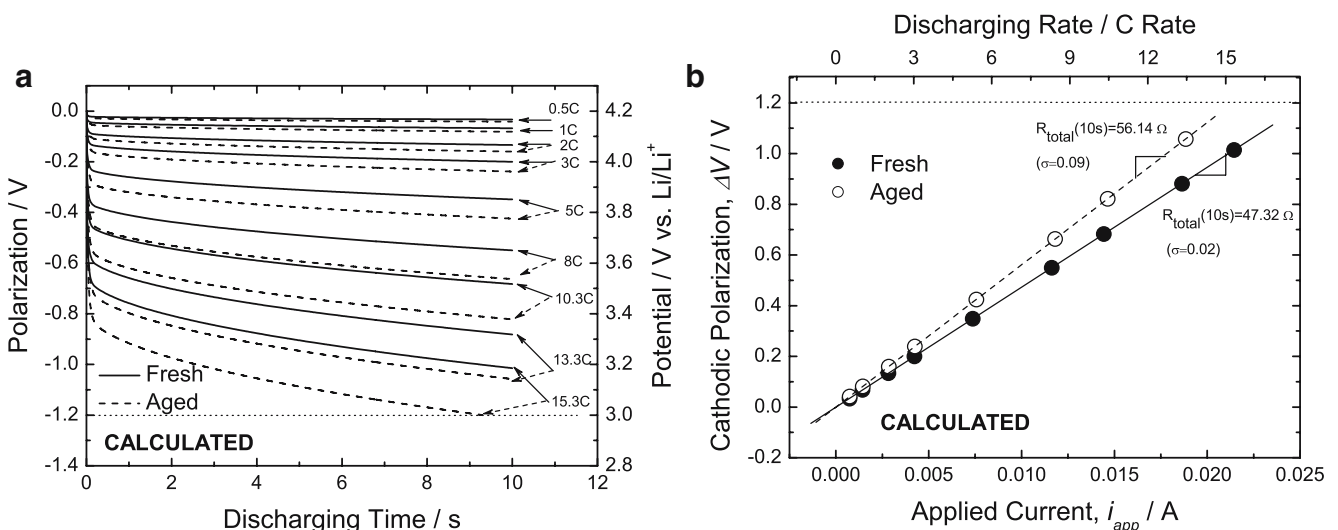 a
0.0
-0.2
-0.4
-0.6
-0.8
-1.0
-1.2
-1.4
Polarization / V
0 2 4 6 8 10 12
Discharging Time / s
4.2
4.0
3.8
3.6
3.4
3.2
3.0
2.8
Potential / V vs. Li/Li+
0.5C
1C
2C
3C
5C
8C
10.3C
13.3C
15.3C
Fresh
Aged
CALCULATED
b
Discharging Rate / C Rate
0 3 6 9 12 15
1.2
1.0
0.8
0.6
0.4
0.2
0.0
-0.2
Cathodic Polarization, ΔV / V
Fresh
Aged
Rtotal(10s)=56.14 Ω
(σ=0.09)
Rtotal(10s)=47.32 Ω
(σ=0.02)
CALCULATED
0.000 0.005 0.010 0.015 0.020 0.025
Applied Current, iapp / A